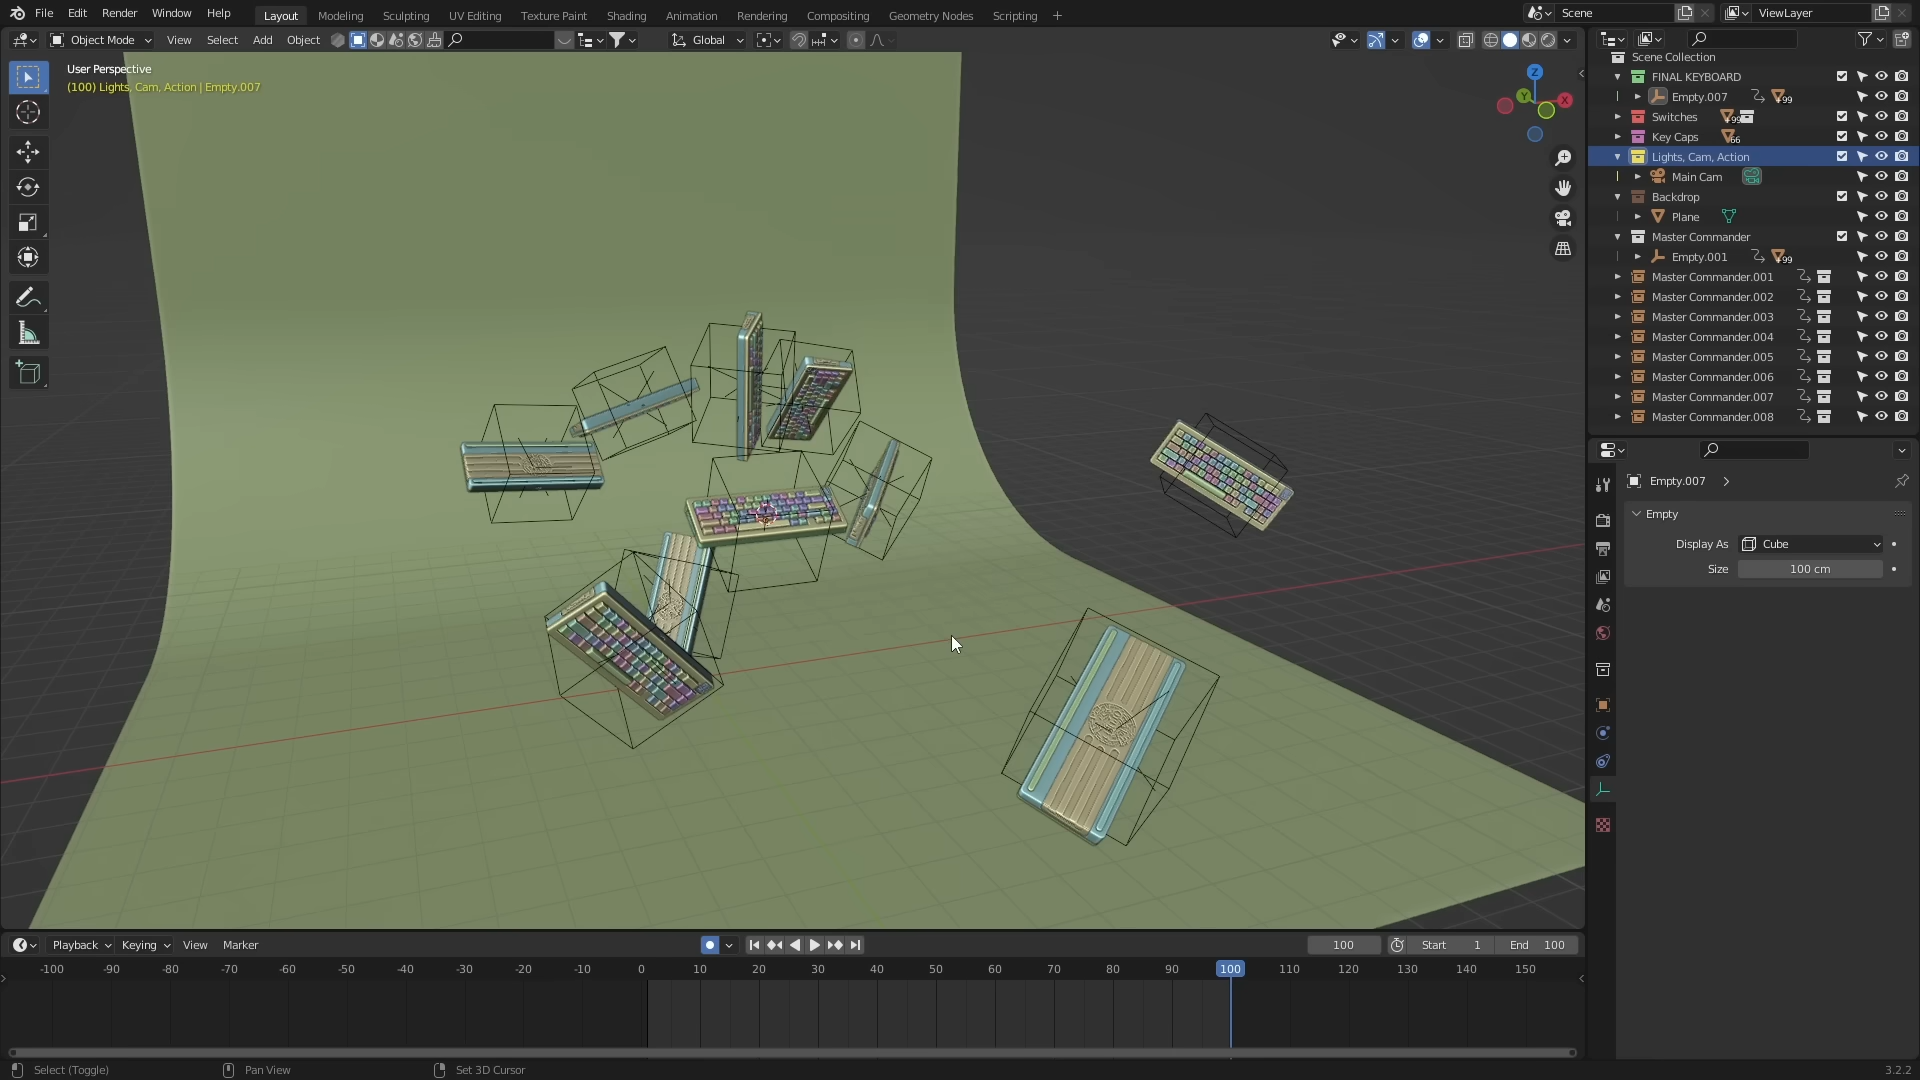 File Edit Render Window Help Layout Modeling Sculpting UV Editing Texture Paint Shading Animation Rendering Compositing Geometry Nodes Scripting + Scene ViewLayer
Object Mode View Select Add Object Global
User Perspective
(100) Lights, Cam, Action | Empty.007
Z
Y
X
Scene Collection
FINAL KEYBOARD
Empty.007 +99
Switches +99
Key Caps 66
Lights, Cam, Action
Main Cam
Backdrop
Plane
Master Commander
Empty.001 +99
Master Commander.001
Master Commander.002
Master Commander.003
Master Commander.004
Master Commander.005
Master Commander.006
Master Commander.007
Master Commander.008
Empty.007
Empty
Display As Cube
Size 100 cm
Playback Keying View Marker 100 Start 1 End 100
-100 -90 -80 -70 -60 -50 -40 -30 -20 -10 0 10 20 30 40 50 60 70 80 90 100 110 120 130 140 150
Select (Toggle) Pan View Set 3D Cursor 3.2.2